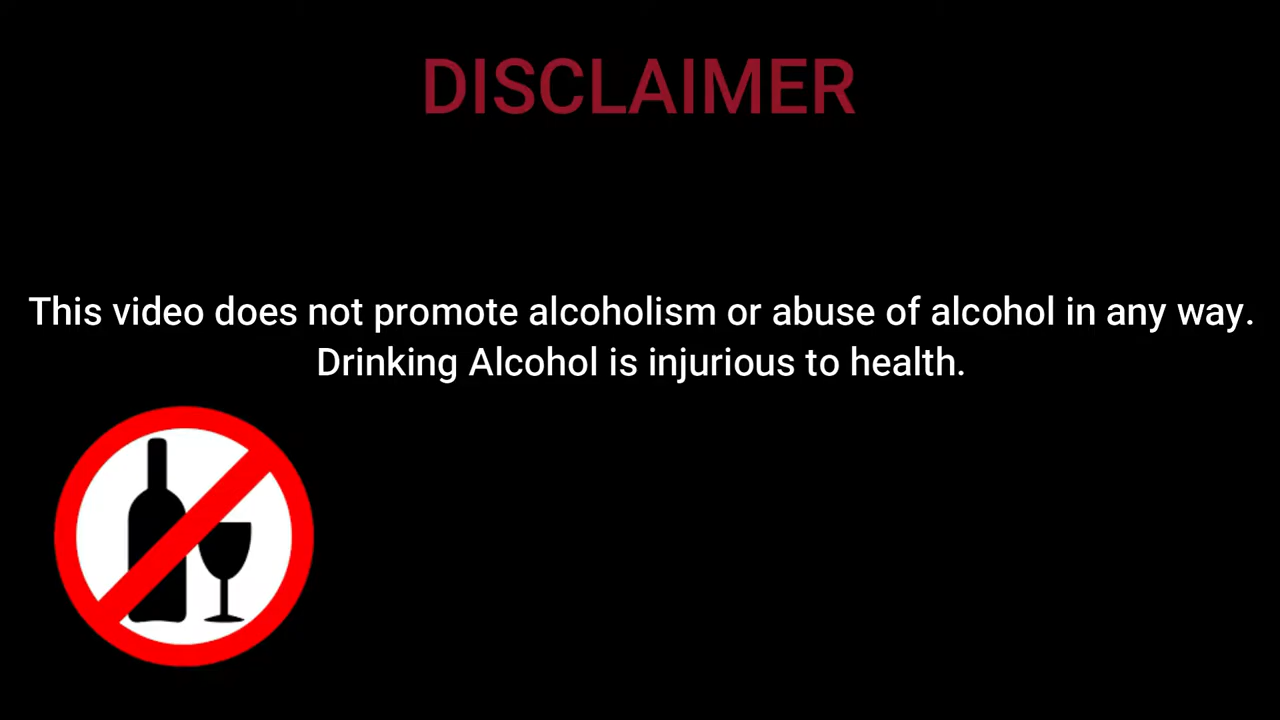 DISCLAIMER
This video does not promote alcoholism or abuse of alcohol in any way.
Drinking Alcohol is injurious to health.